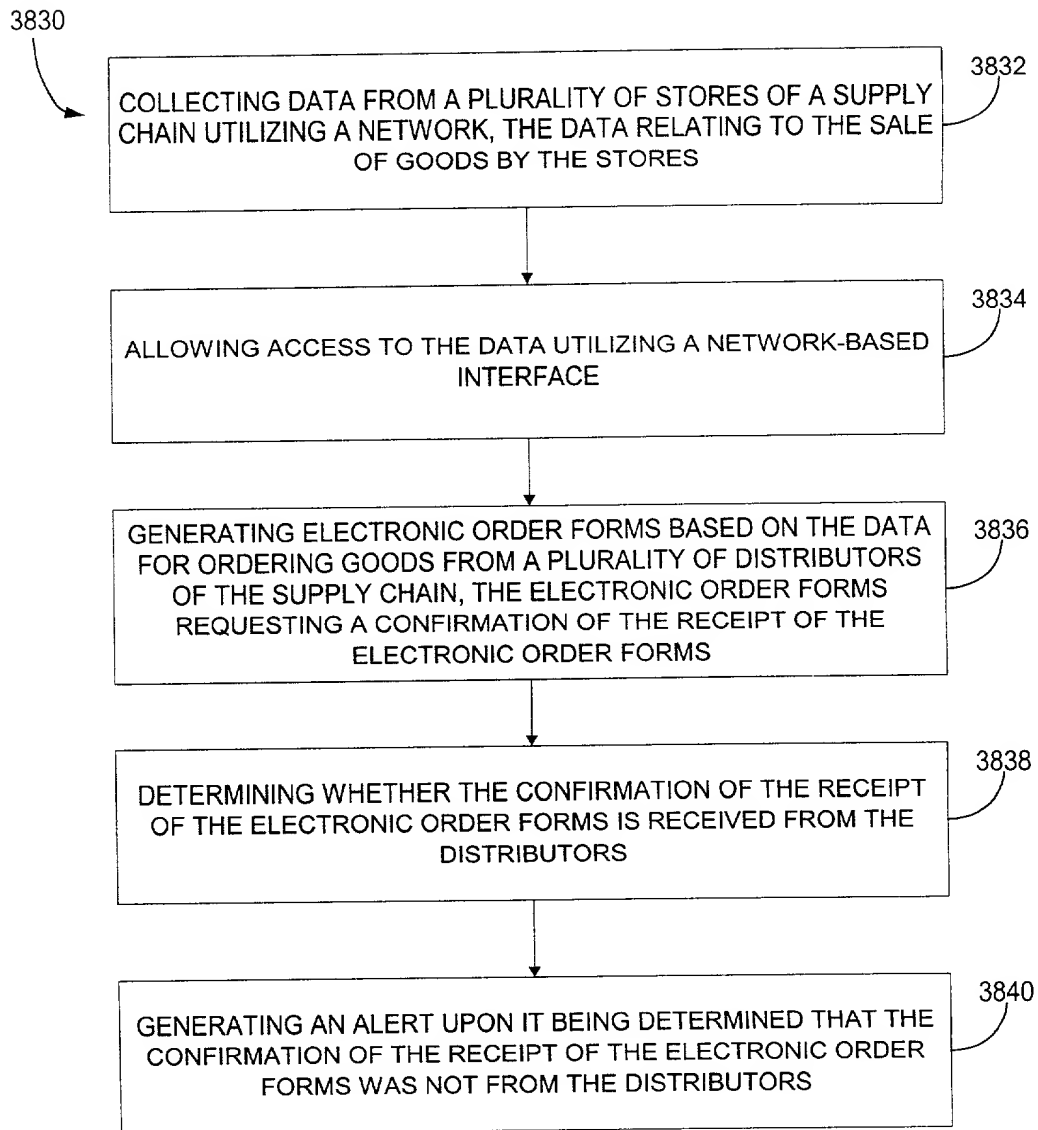 3830
3832
COLLECTING DATA FROM A PLURALITY OF STORES OF A SUPPLY
CHAIN UTILIZING A NETWORK, THE DATA RELATING TO THE SALE
OF GOODS BY THE STORES
3834
ALLOWING ACCESS TO THE DATA UTILIZING A NETWORK-BASED
INTERFACE
3836
GENERATING ELECTRONIC ORDER FORMS BASED ON THE DATA
FOR ORDERING GOODS FROM A PLURALITY OF DISTRIBUTORS
OF THE SUPPLY CHAIN, THE ELECTRONIC ORDER FORMS
REQUESTING A CONFIRMATION OF THE RECEIPT OF THE
ELECTRONIC ORDER FORMS
3838
DETERMINING WHETHER THE CONFIRMATION OF THE RECEIPT
OF THE ELECTRONIC ORDER FORMS IS RECEIVED FROM THE
DISTRIBUTORS
3840
GENERATING AN ALERT UPON IT BEING DETERMINED THAT THE
CONFIRMATION OF THE RECEIPT OF THE ELECTRONIC ORDER
FORMS WAS NOT FROM THE DISTRIBUTORS